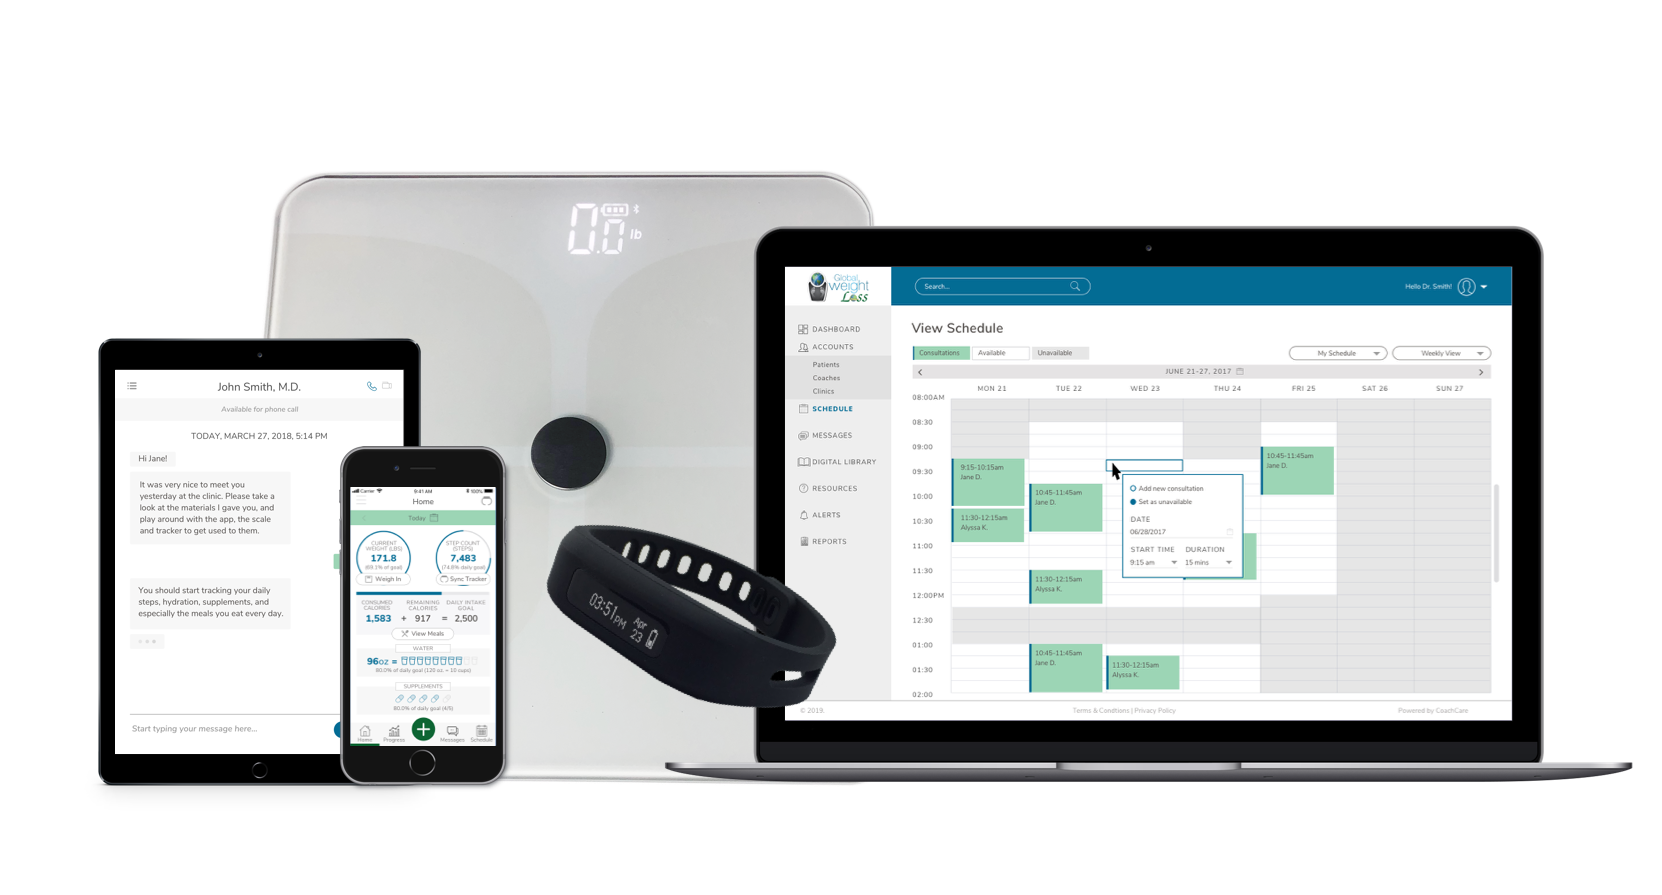 0.0 lb
John Smith, M.D.
Available for phone call
TODAY, MARCH 27, 2018, 5:14 PM
Hi Jane!
It was very nice to meet you
yesterday at the clinic. Please take a
look at the materials I gave you, and
play around with the app, the scale
and tracker to get used to them.
You should start tracking your daily
steps, hydration, supplements, and
especially the meals you eat every day.
Start typing your message here...
Carrier 9:41 AM 100%
Home
Today
CURRENT
WEIGHT (LBS)
171.8
(69.1% of goal)
Weigh In
STEP COUNT
(STEPS)
7,483
(74.8% daily goal)
Sync Tracker
CONSUMED
CALORIES
REMAINING
CALORIES
DAILY INTAKE
GOAL
1,583 + 917 = 2,500
View Meals
WATER
96oz =
80.0% of daily goal (120 oz. = 10 cups)
SUPPLEMENTS
80.0% of daily goal (4/5)
Home Progress + Messages Schedule
03:51PM
Apr
23
Global
weight
Loss
Search...
Hello Dr. Smith!
DASHBOARD
ACCOUNTS
Patients
Coaches
Clinics
SCHEDULE
MESSAGES
DIGITAL LIBRARY
RESOURCES
ALERTS
REPORTS
View Schedule
Consultations Available Unavailable
My Schedule Weekly View
JUNE 21-27, 2017
MON 21 TUE 22 WED 23 THU 24 FRI 25 SAT 26 SUN 27
08:00AM
08:30
09:00
09:30
10:00
10:30
11:00
11:30
12:00PM
12:30
01:00
01:30
02:00
9:15-10:15am
Jane D.
11:30-12:15am
Alyssa K.
10:45-11:45am
Jane D.
11:30-12:15am
Alyssa K.
10:45-11:45am
Jane D.
11:30-12:15am
Alyssa K.
10:45-11:45am
Jane D.
Add new consultation
Set as unavailable
DATE
06/28/2017
START TIME DURATION
9:15 am 15 mins
© 2019.
Terms & Condtions | Privacy Policy
Powered by CoachCare